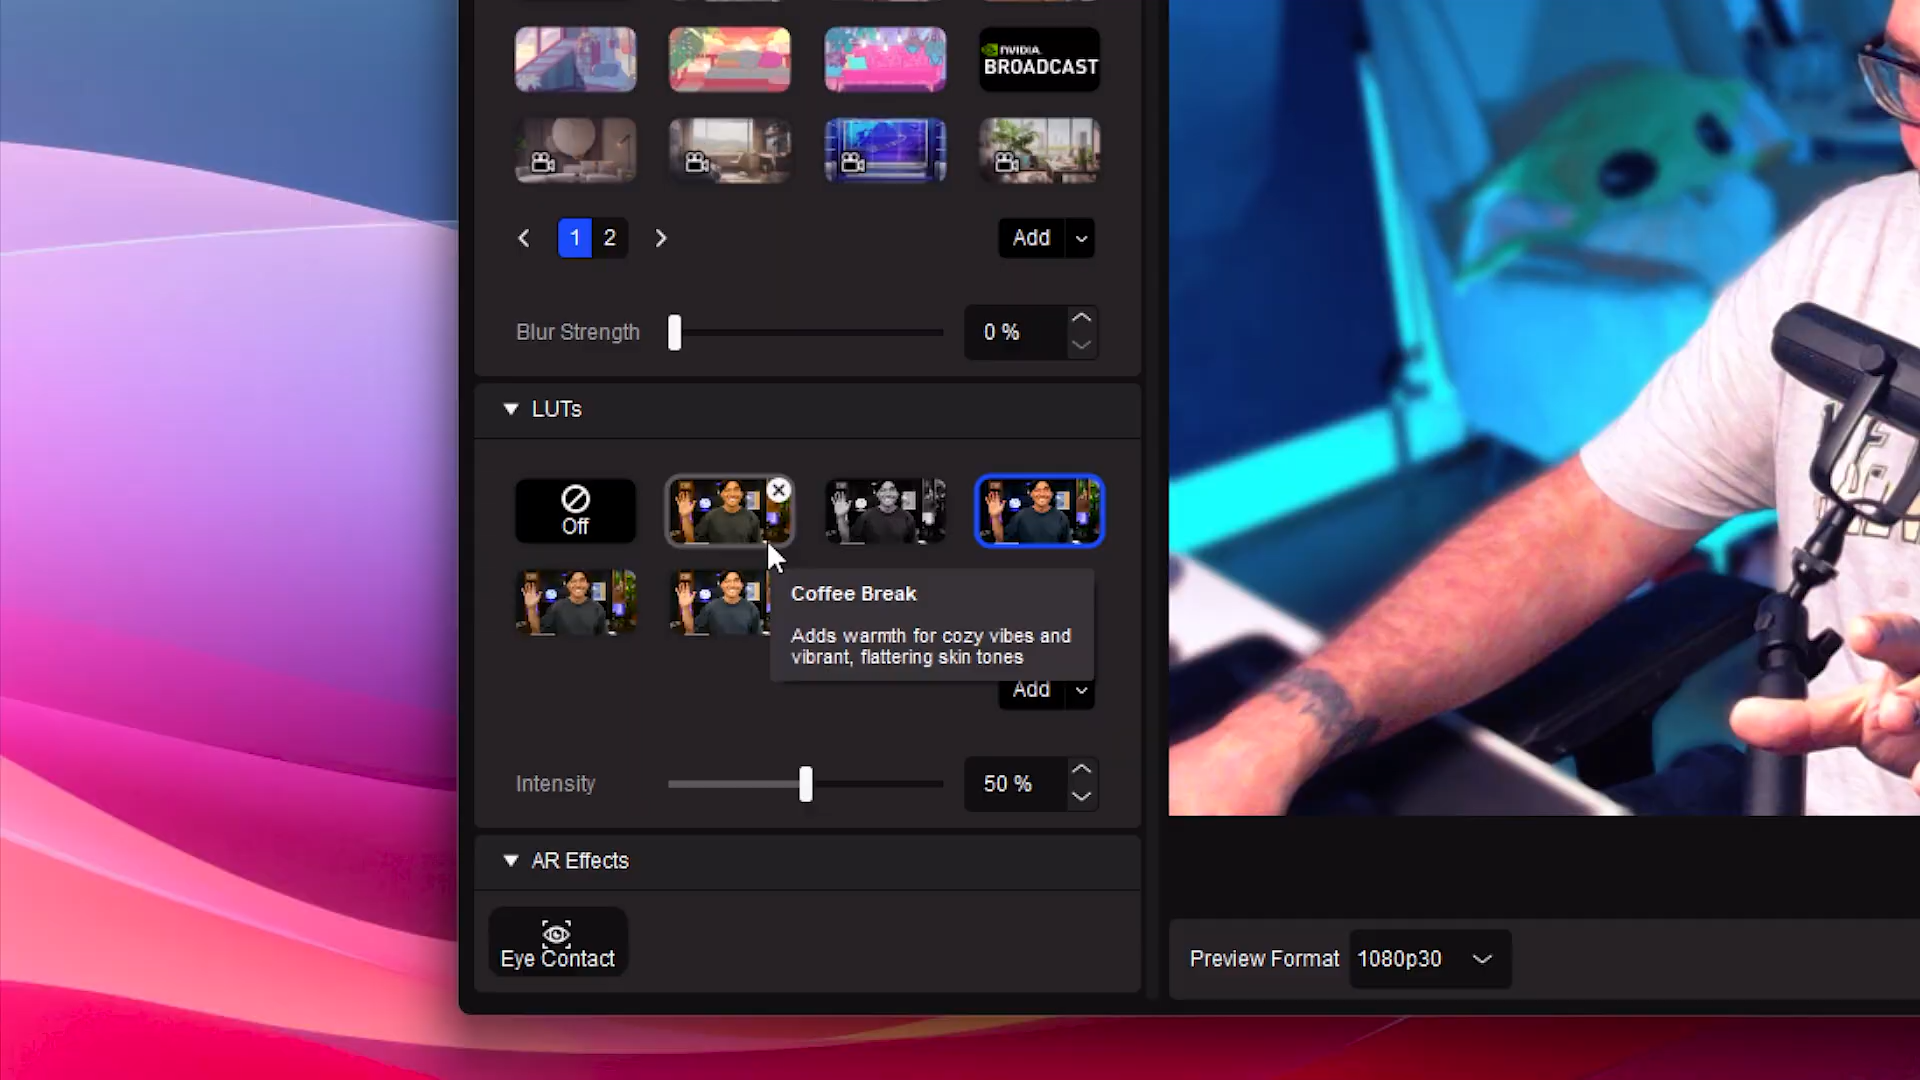 NVIDIA
BROADCAST
1 2
Add
Blur Strength
0 %
LUTs
Off
Coffee Break
Adds warmth for cozy vibes and
vibrant, flattering skin tones
Add
Intensity
50 %
AR Effects
Eye Contact
Preview Format
1080p30